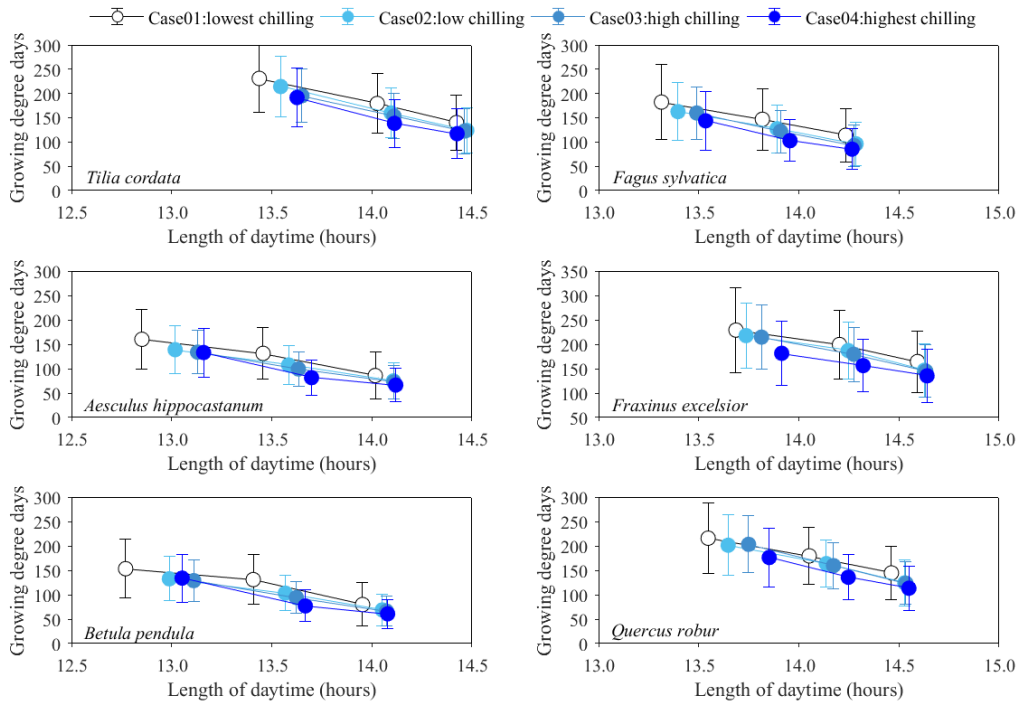 Case01:lowest chilling Case02:low chilling Case03:high chilling Case04:highest chilling
Growing degree days
300
250
200
150
100
50
0
Tilia cordata
12.5 13.0 13.5 14.0 14.5
Length of daytime (hours)
Growing degree days
300
250
200
150
100
50
0
Fagus sylvatica
13.0 13.5 14.0 14.5 15.0
Length of daytime (hours)
Growing degree days
300
250
200
150
100
50
0
Aesculus hippocastanum
12.5 13.0 13.5 14.0 14.5
Length of daytime (hours)
Growing degree days
350
300
250
200
150
100
50
Fraxinus excelsior
13.0 13.5 14.0 14.5 15.0
Length of daytime (hours)
Growing degree days
300
250
200
150
100
50
0
Betula pendula
12.5 13.0 13.5 14.0 14.5
Length of daytime (hours)
Growing degree days
300
250
200
150
100
50
0
Quercus robur
13.0 13.5 14.0 14.5 15.0
Length of daytime (hours)